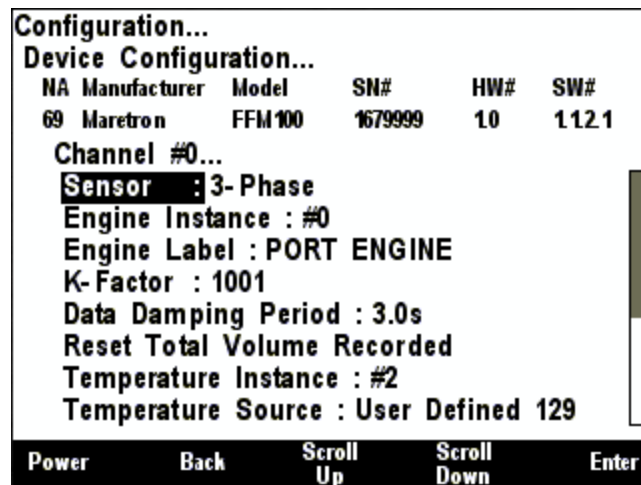 Configuration...
Device Configuration...
NA Manufacturer Model SN# HW# SW#
69 Maretron FFM100 1679999 1.0 1.1.2.1
Channel #0...
Sensor : 3-Phase
Engine Instance : #0
Engine Label : PORT ENGINE
K-Factor : 1001
Data Damping Period : 3.0s
Reset Total Volume Recorded
Temperature Instance : #2
Temperature Source : User Defined 129
Power Back Scroll Up Scroll Down Enter